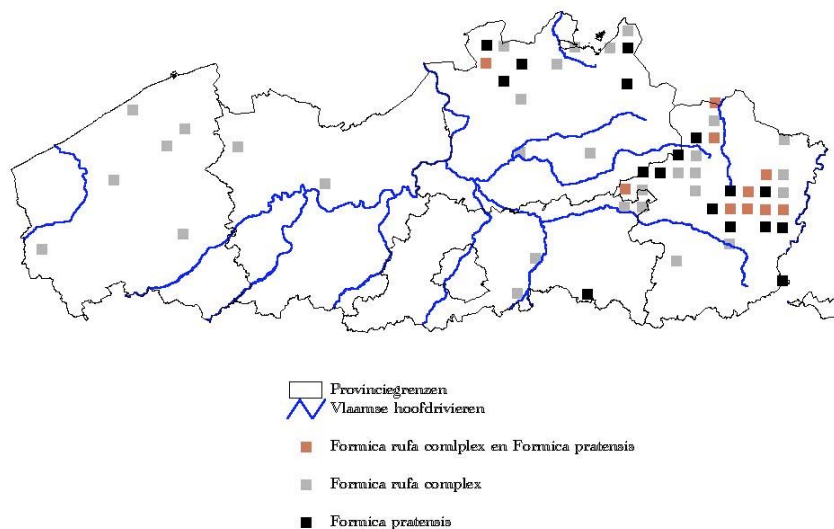 Provinciegrenzen
Vlaamse hoofdrivieren
Formica rufa comlplex en Formica pratensis
Formica rufa complex
Formica pratensis